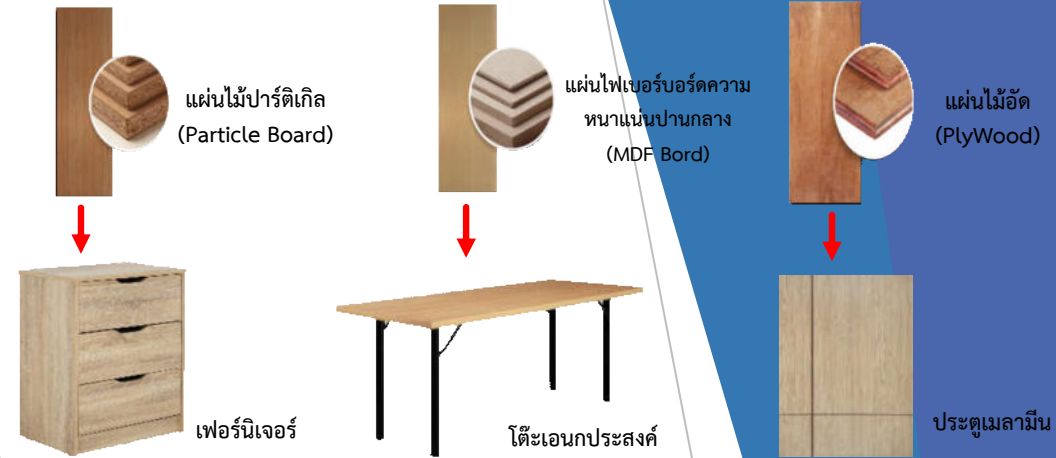 แผ่นไม้ปาร์ติเกิล
(Particle Board)
แผ่นไฟเบอร์บอร์ดความ
หนาแน่นปานกลาง
(MDF Bord)
แผ่นไม้อัด
(PlyWood)
เฟอร์นิเจอร์
โต๊ะเอนกประสงค์
ประตูเมลามีน